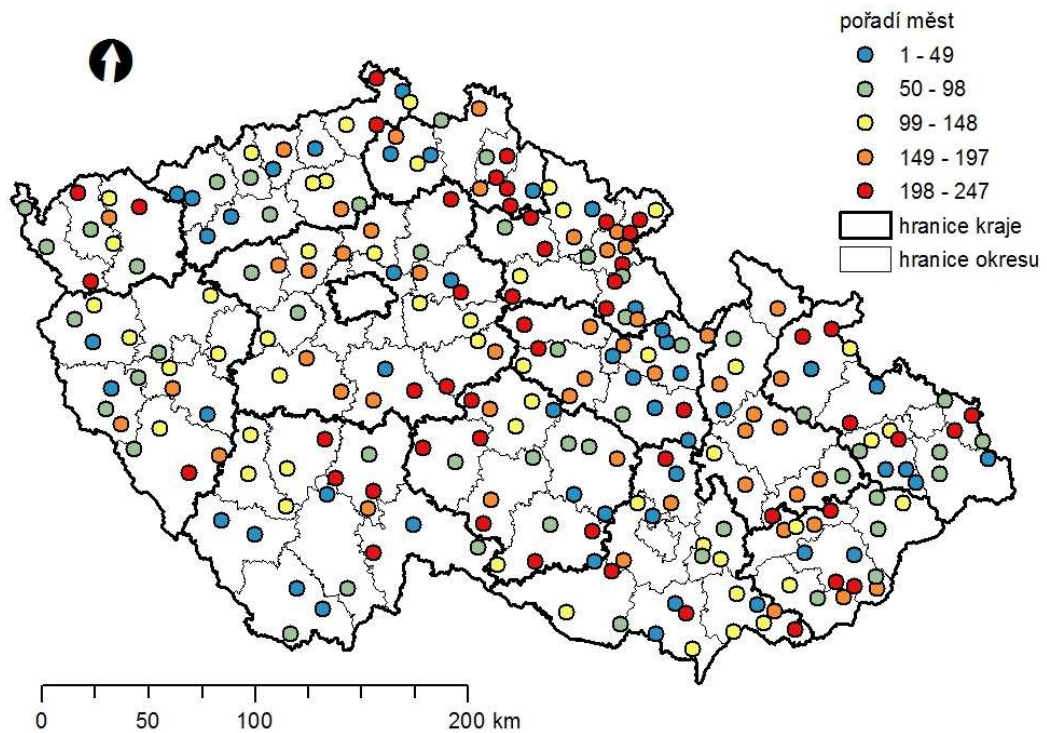 pořadí měst
1 - 49
50 - 98
99 - 148
149 - 197
198 - 247
hranice kraje
hranice okresu
0 50 100 200 km